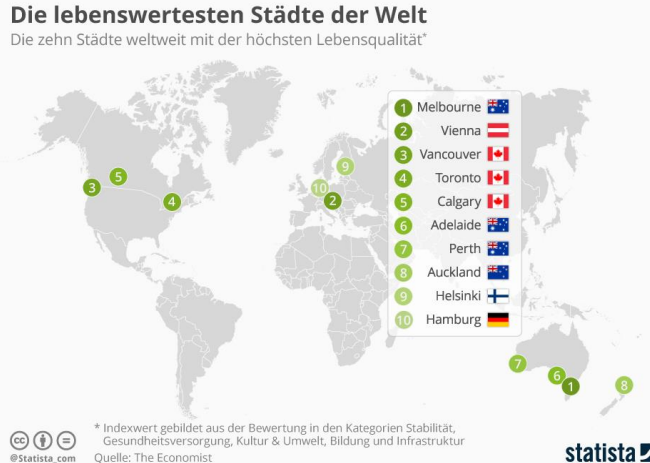 Die lebenswertesten Städte der Welt
Die zehn Städte weltweit mit der höchsten Lebensqualität*
1 Melbourne
2 Vienna
3 Vancouver
4 Toronto
5 Calgary
6 Adelaide
7 Perth
8 Auckland
9 Helsinki
10 Hamburg
9
5
3
10
2
4
7
6
1
8
* Indexwert gebildet aus der Bewertung in den Kategorien Stabilität,
Gesundheitsversorgung, Kultur & Umwelt, Bildung und Infrastruktur
cc
@Statista_com
Quelle: The Economist
statista